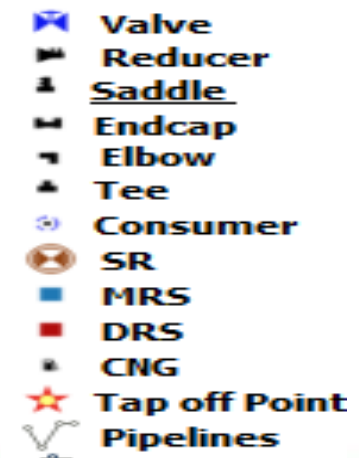 Valve
Reducer
Saddle
Endcap
Elbow
Tee
Consumer
SR
MRS
DRS
CNG
Tap off Point
Pipelines